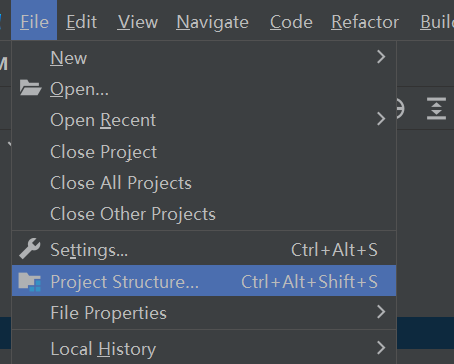 File Edit View Navigate Code Refactor Buil
M
New
Open...
Open Recent
Close Project
Close All Projects
Close Other Projects
Settings... Ctrl+Alt+S
Project Structure... Ctrl+Alt+Shift+S
File Properties
Local History